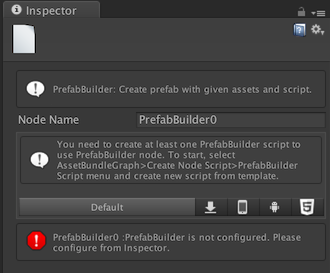 Inspector
PrefabBuilder: Create prefab with given assets and script.
Node Name
PrefabBuilder0
You need to create at least one PrefabBuilder script to
use PrefabBuilder node. To start, select
AssetBundleGraph>Create Node Script>PrefabBuilder
Script menu and create new script from template.
Default
PrefabBuilder0 :PrefabBuilder is not configured. Please
configure from Inspector.